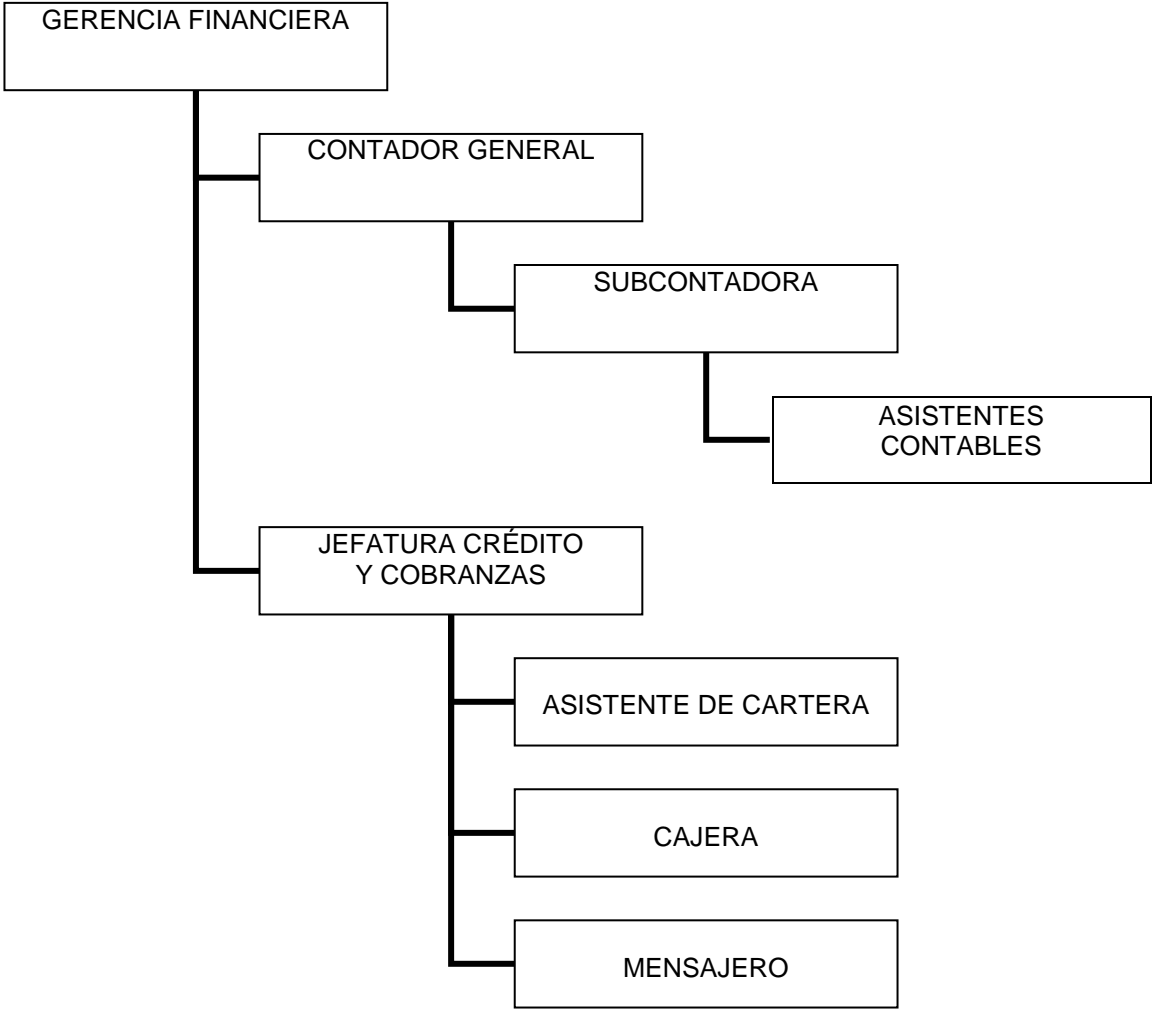 GERENCIA FINANCIERA
CONTADOR GENERAL
SUBCONTADORA
ASISTENTES
CONTABLES
JEFATURA CRÉDITO
Y COBRANZAS
ASISTENTE DE CARTERA
CAJERA
MENSAJERO